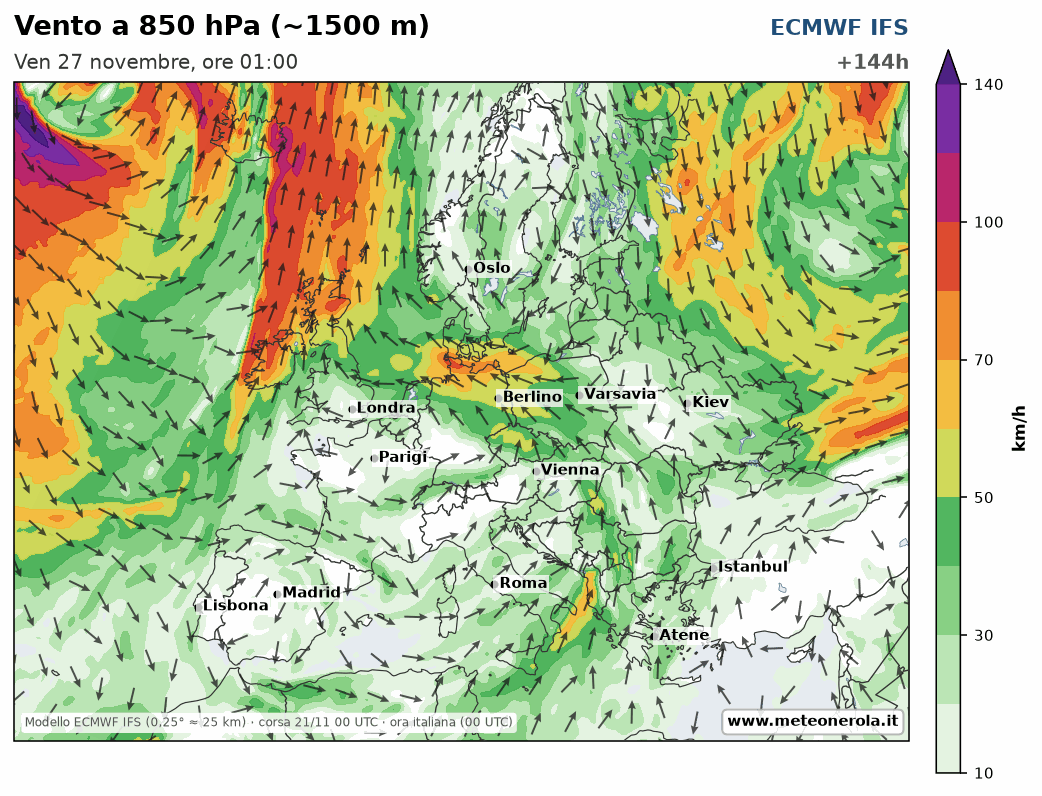 Vento a 850 hPa (~1500 m)
ECMWF IFS
Ven 27 novembre, ore 01:00
+144h
140
100
70
50
30
10
km/h
Oslo
Berlino
Varsavia
Kiev
Londra
Parigi
Vienna
Istanbul
Roma
Madrid
Lisbona
Atene
Modello ECMWF IFS (0,25° ≈ 25 km) · corsa 21/11 00 UTC · ora italiana (00 UTC)
www.meteonerola.it